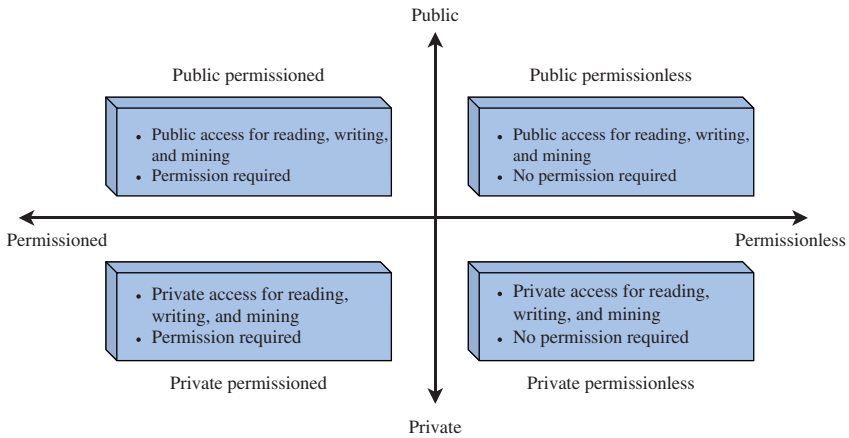 Public
Public permissioned
Public permissionless
• Public access for reading, writing,
and mining
• Permission required
• Public access for reading, writing,
and mining
• No permission required
Permissioned
Permissionless
• Private access for reading,
writing, and mining
• Permission required
• Private access for reading,
writing, and mining
• No permission required
Private permissioned
Private permissionless
Private